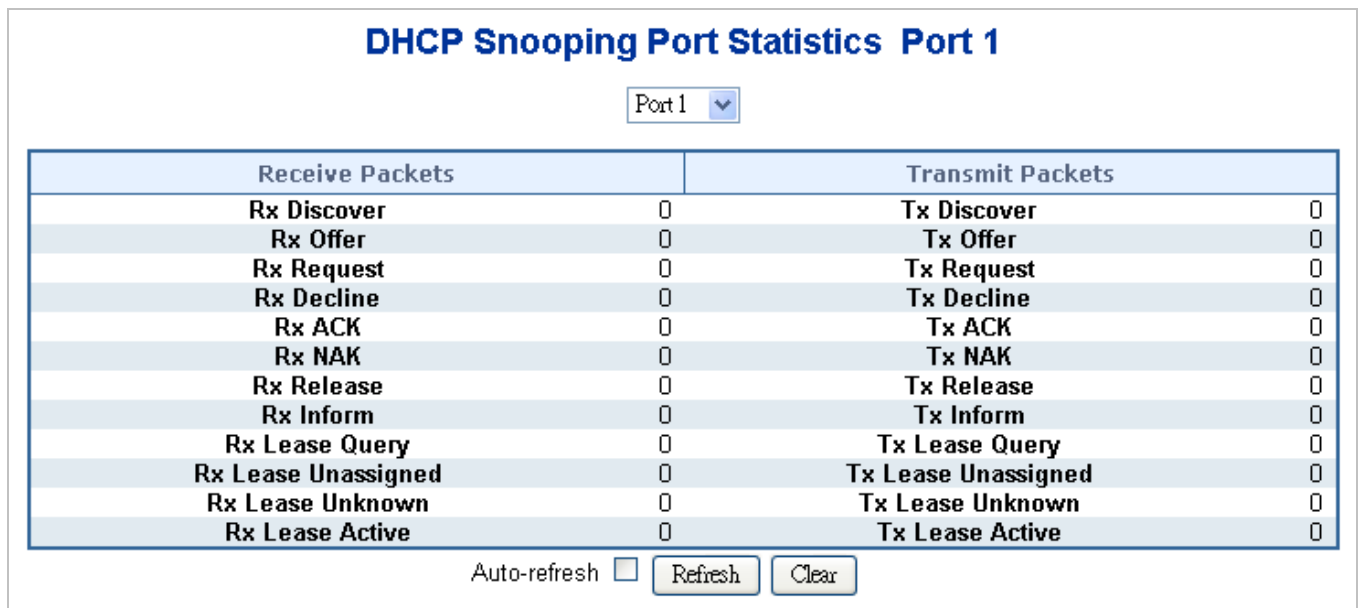 DHCP Snooping Port Statistics Port 1
Port 1
Receive Packets Transmit Packets
Rx Discover 0 Tx Discover 0
Rx Offer 0 Tx Offer 0
Rx Request 0 Tx Request 0
Rx Decline 0 Tx Decline 0
Rx ACK 0 Tx ACK 0
Rx NAK 0 Tx NAK 0
Rx Release 0 Tx Release 0
Rx Inform 0 Tx Inform 0
Rx Lease Query 0 Tx Lease Query 0
Rx Lease Unassigned 0 Tx Lease Unassigned 0
Rx Lease Unknown 0 Tx Lease Unknown 0
Rx Lease Active 0 Tx Lease Active 0
Auto-refresh Refresh Clear